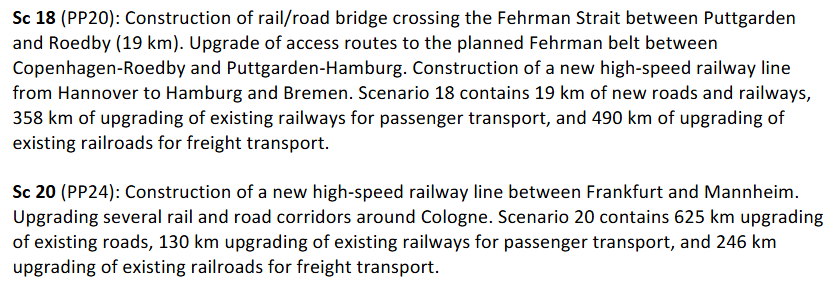 Sc 18 (PP20): Construction of rail/road bridge crossing the Fehrman Strait between Puttgarden
and Roedby (19 km). Upgrade of access routes to the planned Fehrman belt between
Copenhagen-Roedby and Puttgarden-Hamburg. Construction of a new high-speed railway line
from Hannover to Hamburg and Bremen. Scenario 18 contains 19 km of new roads and railways,
358 km of upgrading of existing railways for passenger transport, and 490 km of upgrading of
existing railroads for freight transport.
Sc 20 (PP24): Construction of a new high-speed railway line between Frankfurt and Mannheim.
Upgrading several rail and road corridors around Cologne. Scenario 20 contains 625 km upgrading
of existing roads, 130 km upgrading of existing railways for passenger transport, and 246 km
upgrading of existing railroads for freight transport.